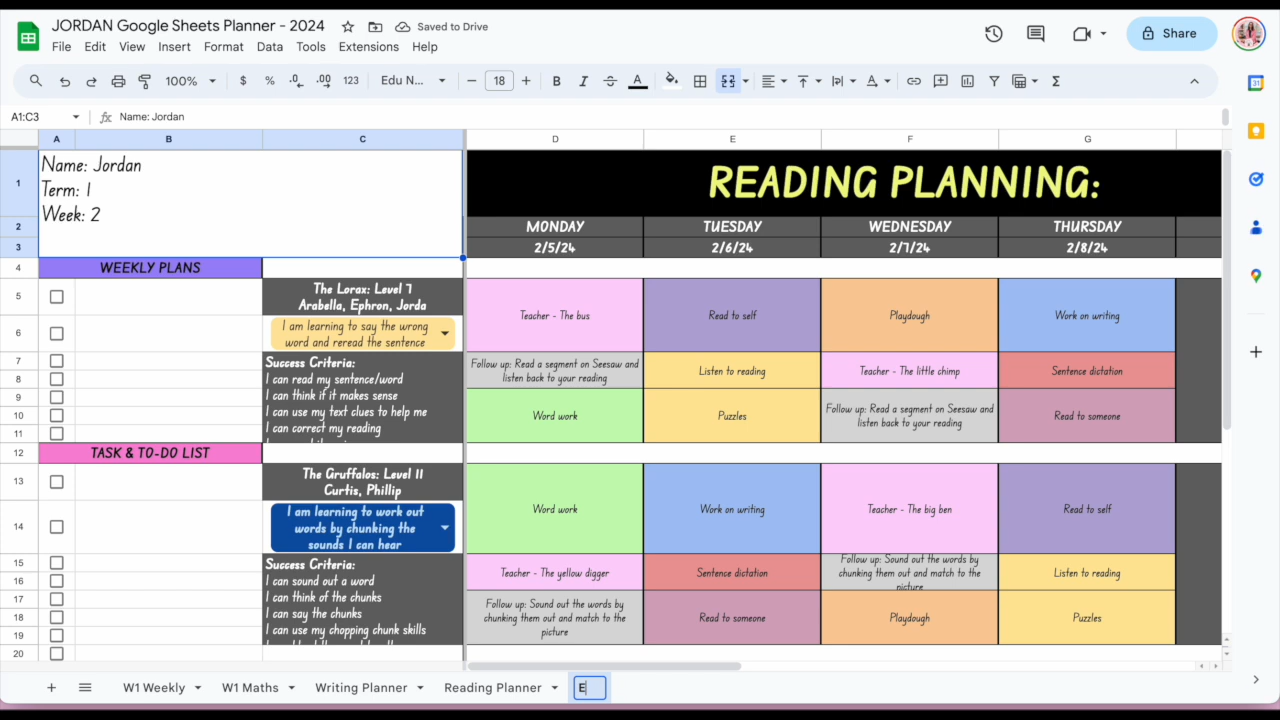 JORDAN Google Sheets Planner - 2024
Saved to Drive
Share
File Edit View Insert Format Data Tools Extensions Help
100% $ % .0 .00 123 Edu N... 18 B I A
31
A1:C3 fx Name: Jordan
A B C D E F G
1 Name: Jordan
Term: 1
Week: 2
READING PLANNING:
2 MONDAY TUESDAY WEDNESDAY THURSDAY
3 2/5/24 2/6/24 2/7/24 2/8/24
4 WEEKLY PLANS
5 The Lorax: Level 7
Arabella, Ephron, Jorda
Teacher - The bus Read to self Playdough Work on writing
6 I am learning to say the wrong
word and reread the sentence
7 Success Criteria:
8 I can read my sentence/word
9 I can think if it makes sense
10 I can use my text clues to help me
11 I can correct my reading
Follow up: Read a segment on Seesaw and
listen back to your reading
Listen to reading Teacher - The little chimp Sentence dictation
Word work Puzzles
Follow up: Read a segment on Seesaw and
listen back to your reading
Read to someone
12 TASK & TO-DO LIST
13 The Gruffalos: Level 11
Curtis, Phillip
Word work Work on writing Teacher - The big ben Read to self
14 I am learning to work out
words by chunking the
sounds I can hear
15 Success Criteria:
16 I can sound out a word
17 I can think of the chunks
18 I can say the chunks
19 I can use my chopping chunk skills
20
Teacher - The yellow digger Sentence dictation
Follow up: Sound out the words by
chunking them out and match to the
picture
Listen to reading
Follow up: Sound out the words by
chunking them out and match to the
picture
Read to someone Playdough Puzzles
W1 Weekly W1 Maths Writing Planner Reading Planner E